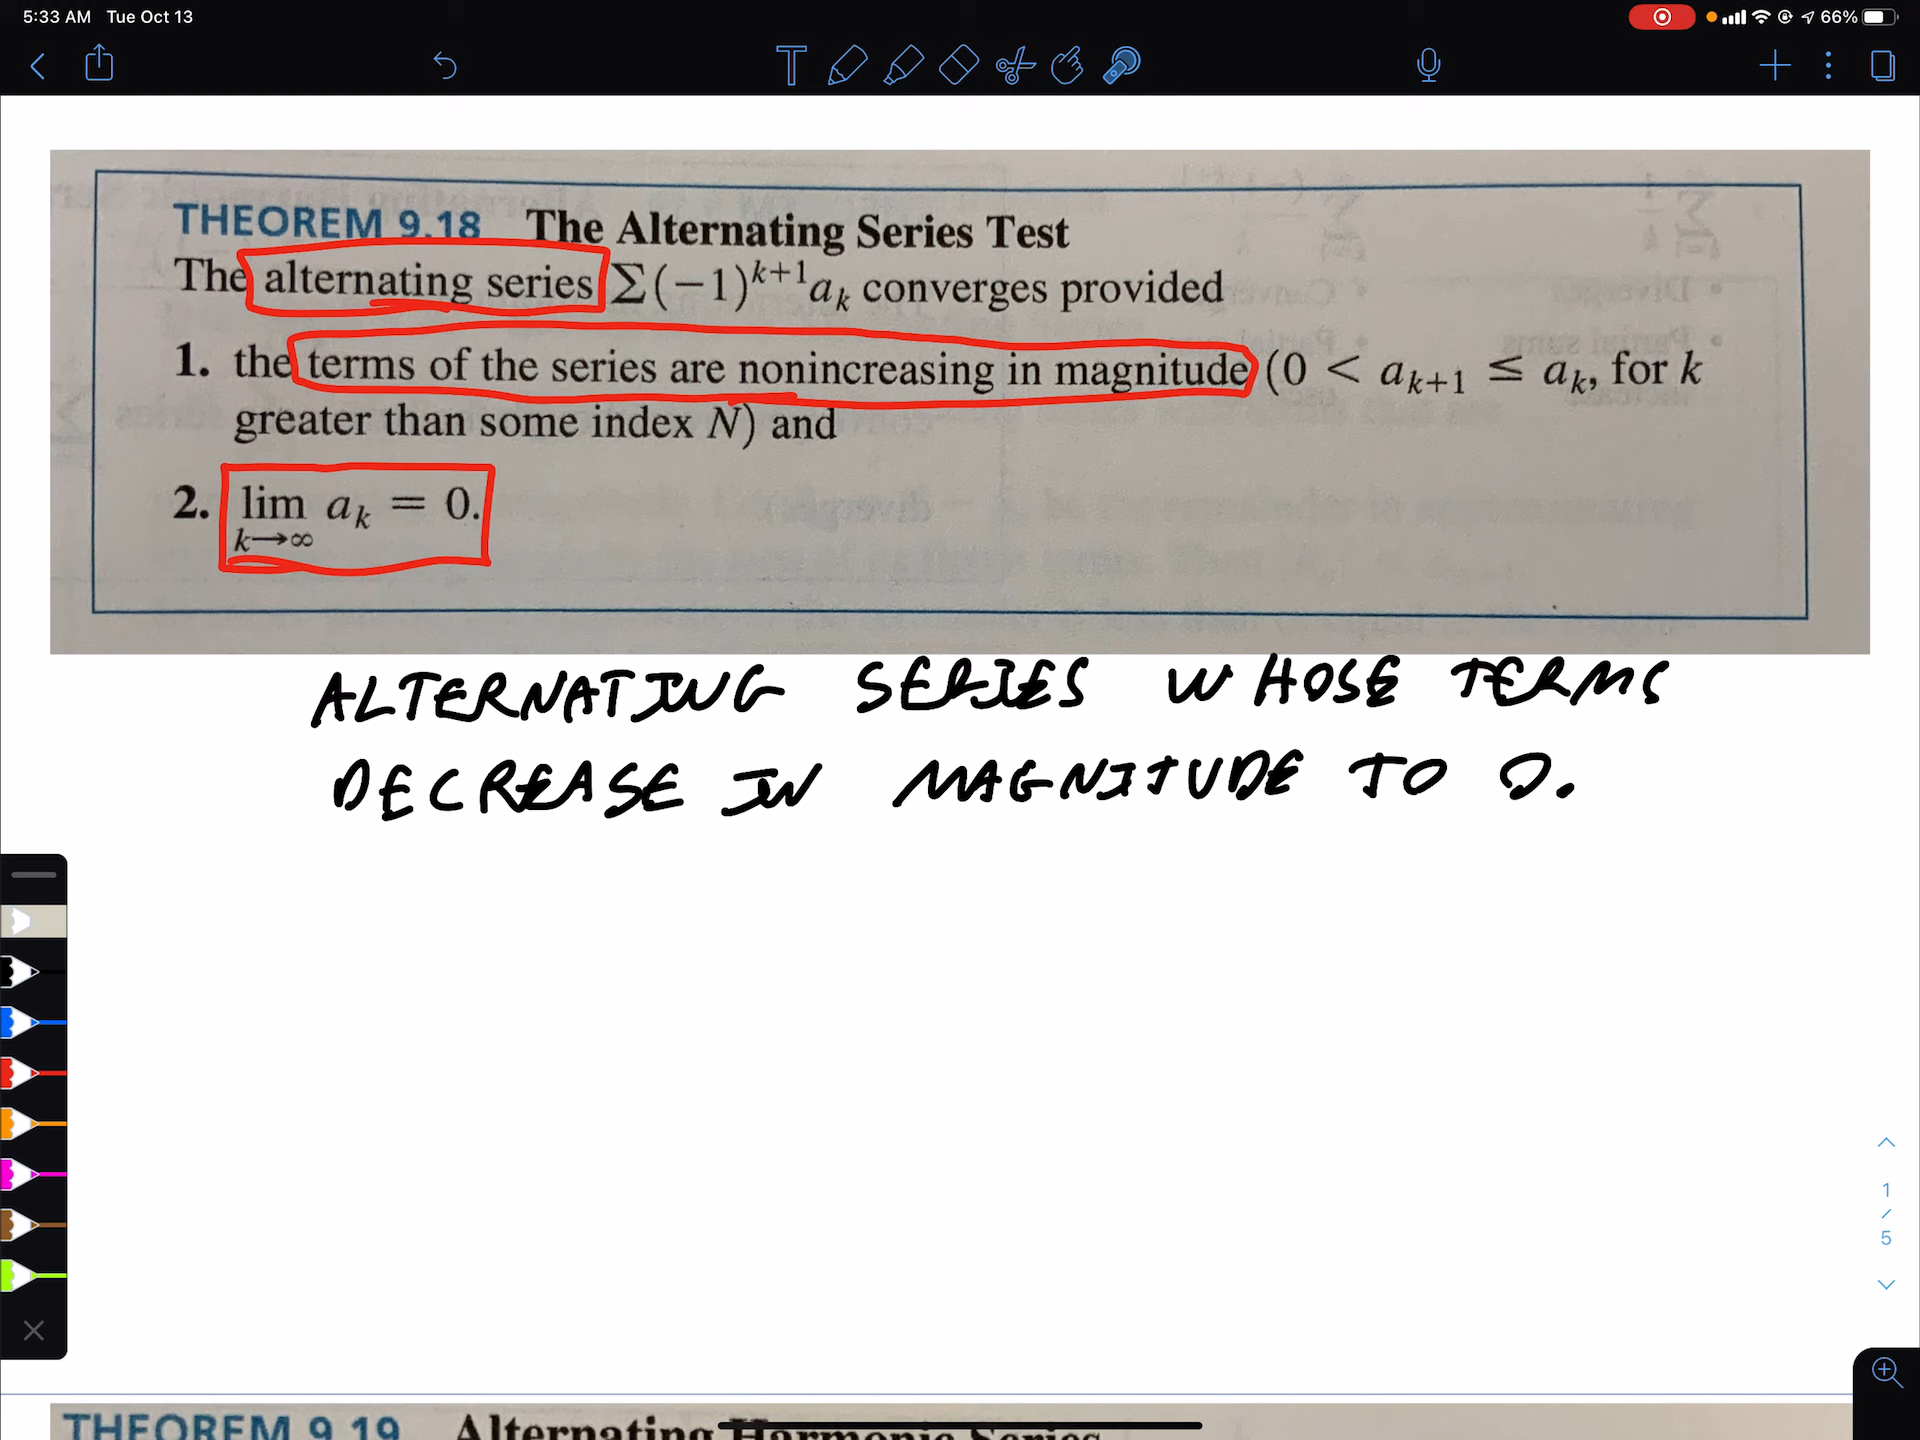 5:33 AM Tue Oct 13
66%
THEOREM 9.18 The Alternating Series Test
The alternating series Σ(−1)^{k+1}a_k converges provided
1. the terms of the series are nonincreasing in magnitude (0 < a_{k+1} ≤ a_k, for k
greater than some index N) and
2. lim_{k→∞} a_k = 0.
ALTERNATING SERIES WHOSE TERMS
DECREASE IN MAGNITUDE TO 0.
1
/
5
THEOREM 9.19 Alternating Harmonic Series